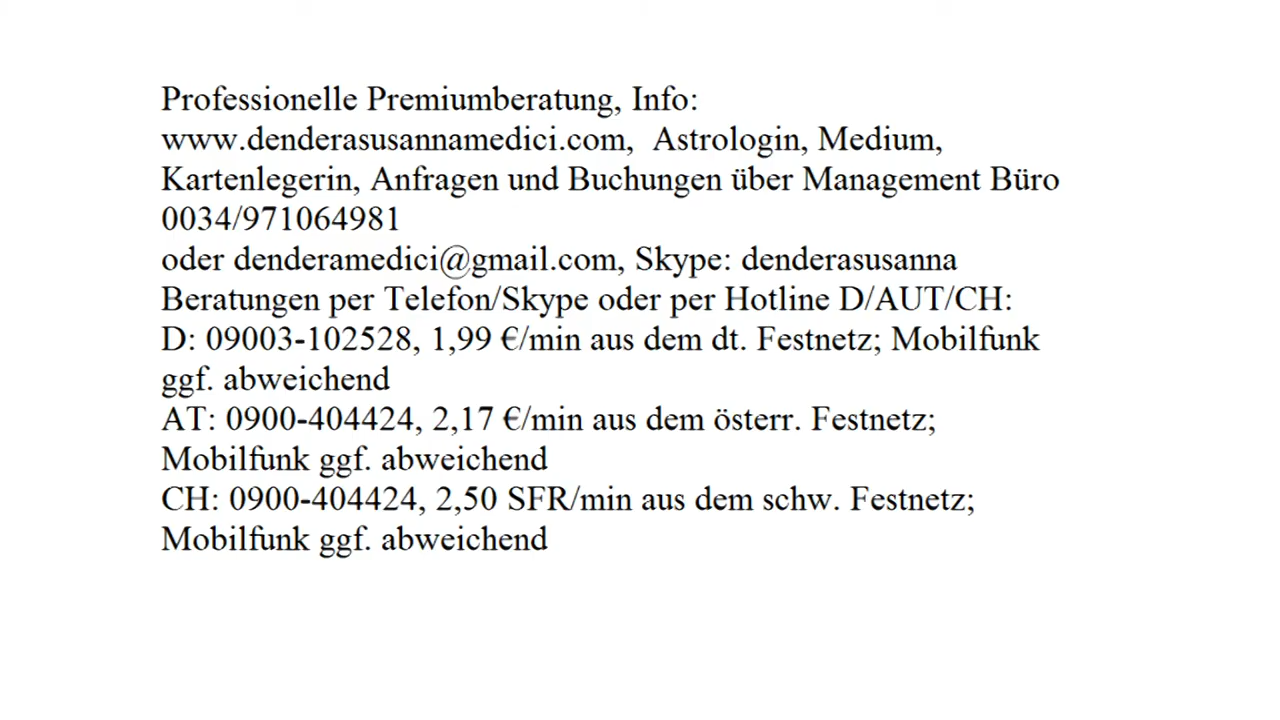 Professionelle Premiumberatung, Info:
www.denderasusannamedici.com,  Astrologin, Medium,
Kartenlegerin, Anfragen und Buchungen über Management Büro
0034/971064981
oder denderamedici@gmail.com, Skype: denderasusanna
Beratungen per Telefon/Skype oder per Hotline D/AUT/CH:
D: 09003-102528, 1,99 €/min aus dem dt. Festnetz; Mobilfunk
ggf. abweichend
AT: 0900-404424, 2,17 €/min aus dem österr. Festnetz;
Mobilfunk ggf. abweichend
CH: 0900-404424, 2,50 SFR/min aus dem schw. Festnetz;
Mobilfunk ggf. abweichend